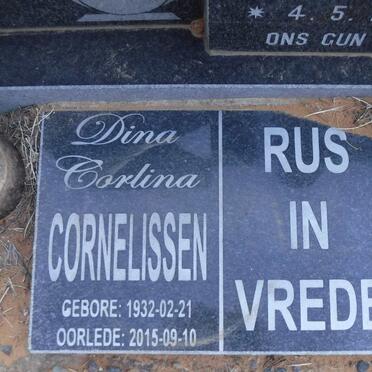 * 4.5.
ONS GUN
Dina
Corlina
CORNELISSEN
GEBORE: 1932-02-21
OORLEDE: 2015-09-10
RUS
IN
VREDE